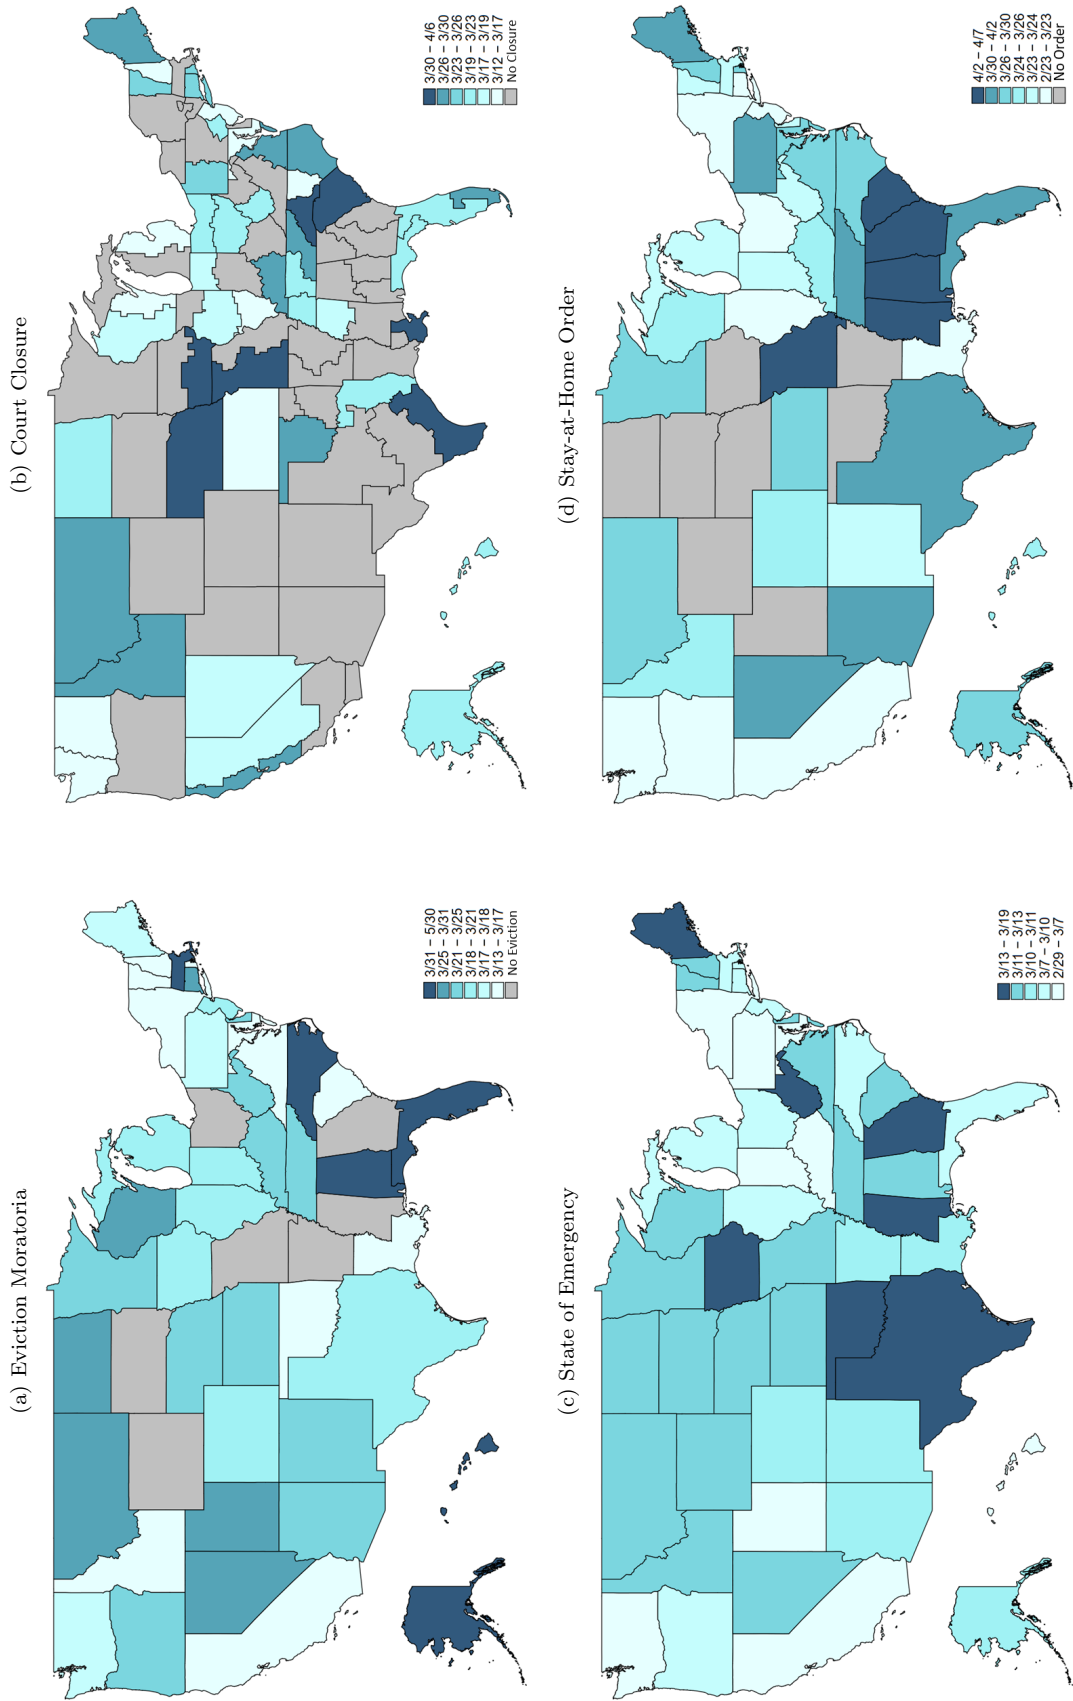 (a) Eviction Moratoria
3/31 – 5/30
3/25 – 3/31
3/21 – 3/25
3/18 – 3/21
3/17 – 3/18
3/13 – 3/17
No Eviction
(b) Court Closure
3/30 – 4/6
3/26 – 3/30
3/23 – 3/26
3/19 – 3/23
3/17 – 3/19
3/12 – 3/17
No Closure
(c) State of Emergency
3/13 – 3/19
3/11 – 3/13
3/10 – 3/11
3/7 – 3/10
2/29 – 3/7
(d) Stay-at-Home Order
4/2 – 4/7
3/30 – 4/2
3/26 – 3/30
3/24 – 3/26
3/23 – 3/24
2/23 – 3/23
No Order